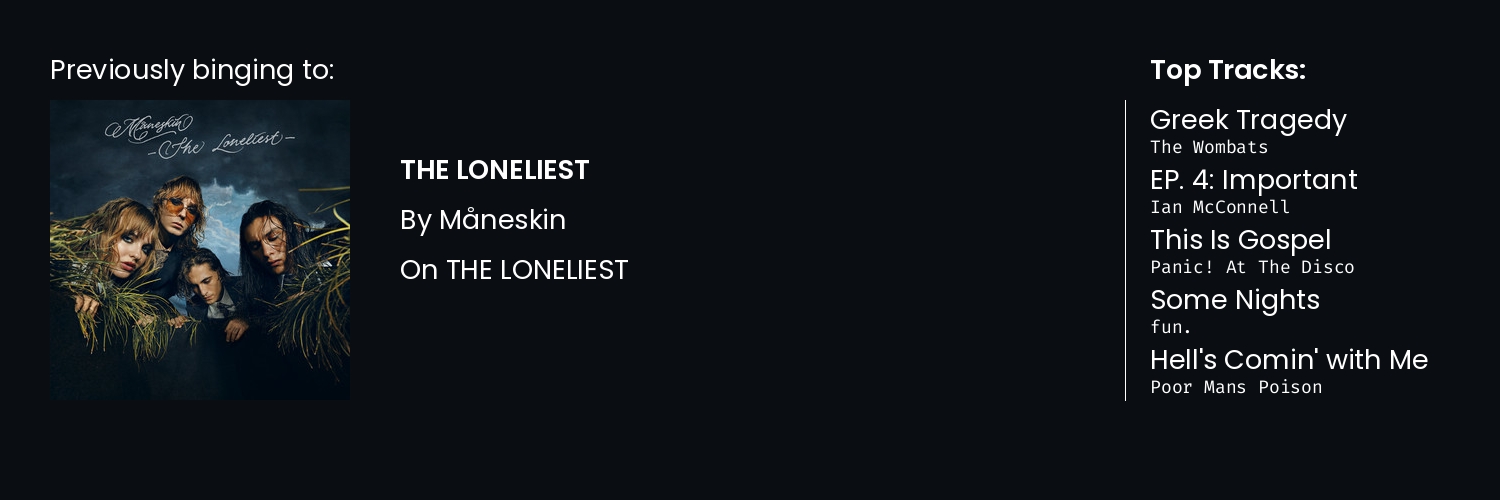 Previously binging to:
Måneskin
- The Loneliest -
THE LONELIEST
By Måneskin
On THE LONELIEST
Top Tracks:
Greek Tragedy
The Wombats
EP. 4: Important
Ian McConnell
This Is Gospel
Panic! At The Disco
Some Nights
fun.
Hell's Comin' with Me
Poor Mans Poison